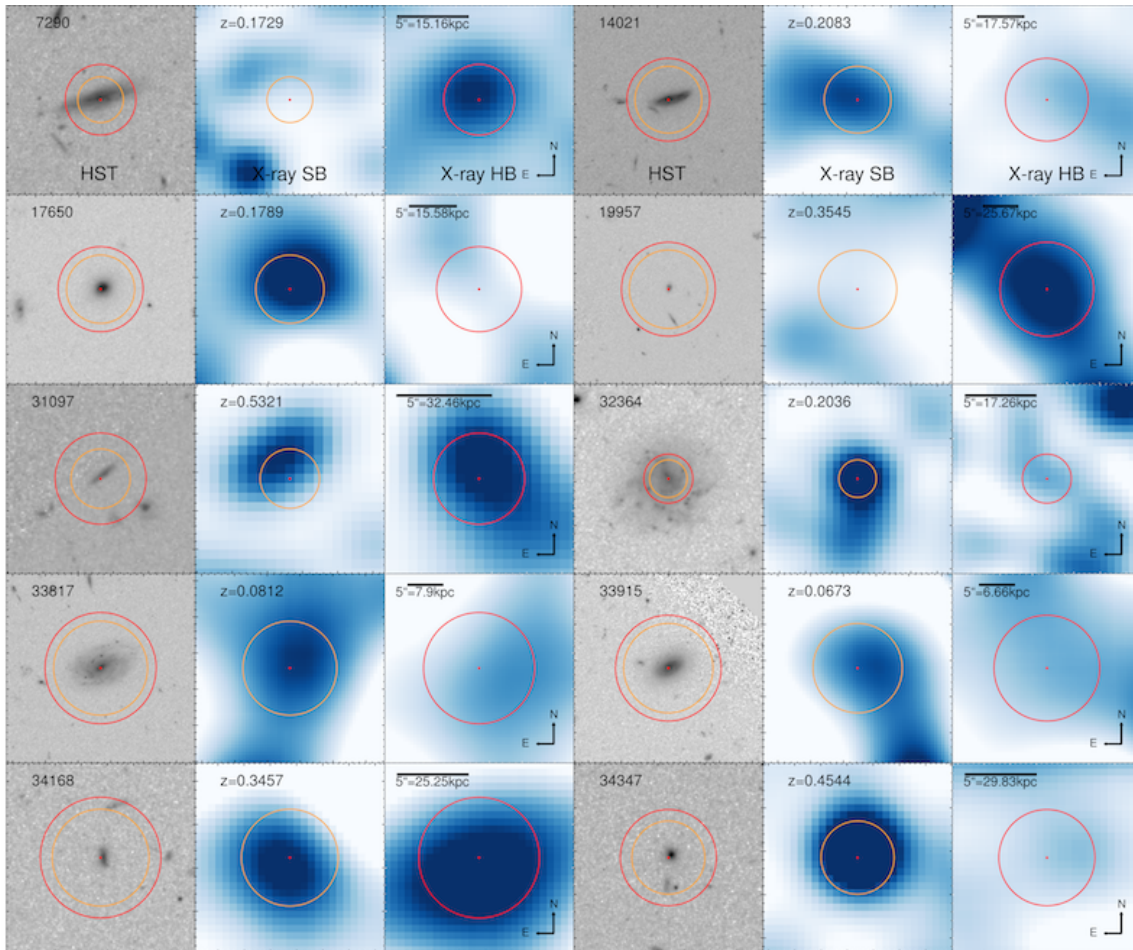 7290 z=0.1729 5"=15.16kpc 14021 z=0.2083 5"=17.57kpc
HST X-ray SB X-ray HB E N HST X-ray SB X-ray HB E N
17650 z=0.1789 5"=15.58kpc 19957 z=0.3545 5"=25.67kpc
E N E N
31097 z=0.5321 5"=32.46kpc 32364 z=0.2036 5"=17.26kpc
E N E N
33817 z=0.0812 5"=7.9kpc 33915 z=0.0673 5"=6.66kpc
E N E N
34168 z=0.3457 5"=25.25kpc 34347 z=0.4544 5"=29.83kpc
E N E N